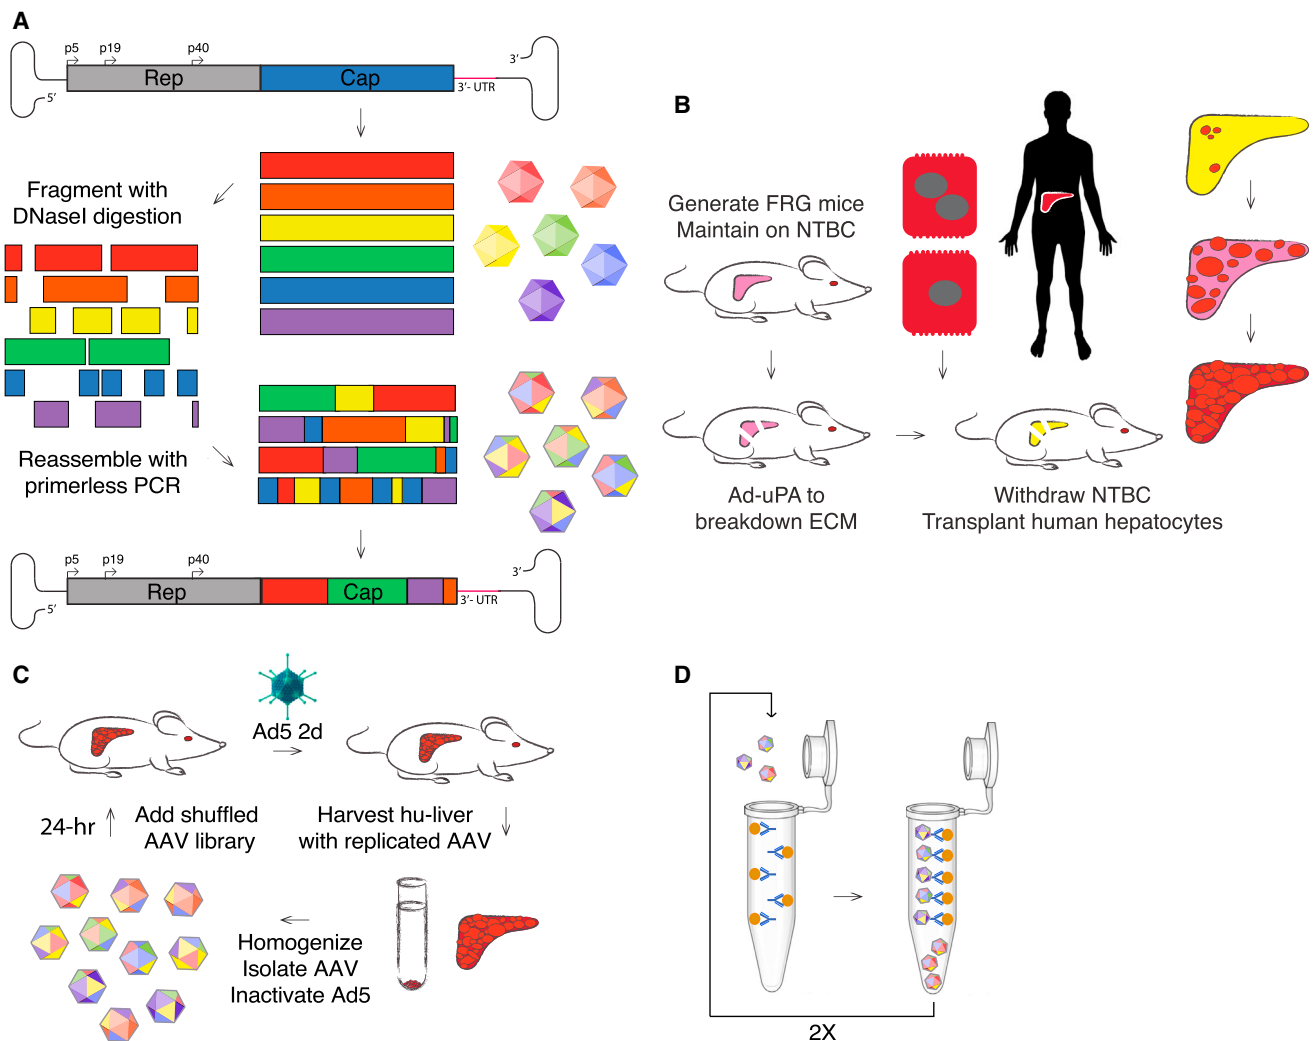 A
p5 p19 p40
3’
Rep Cap
3’- UTR
5’
Fragment with
DNaseI digestion
Reassemble with
primerless PCR
p5 p19 p40
3’
Rep Cap
3’- UTR
5’
B
Generate FRG mice
Maintain on NTBC
Ad-uPA to
breakdown ECM
Withdraw NTBC
Transplant human hepatocytes
C
Ad5 2d
24-hr
Add shuffled
AAV library
Harvest hu-liver
with replicated AAV
Homogenize
Isolate AAV
Inactivate Ad5
D
2X